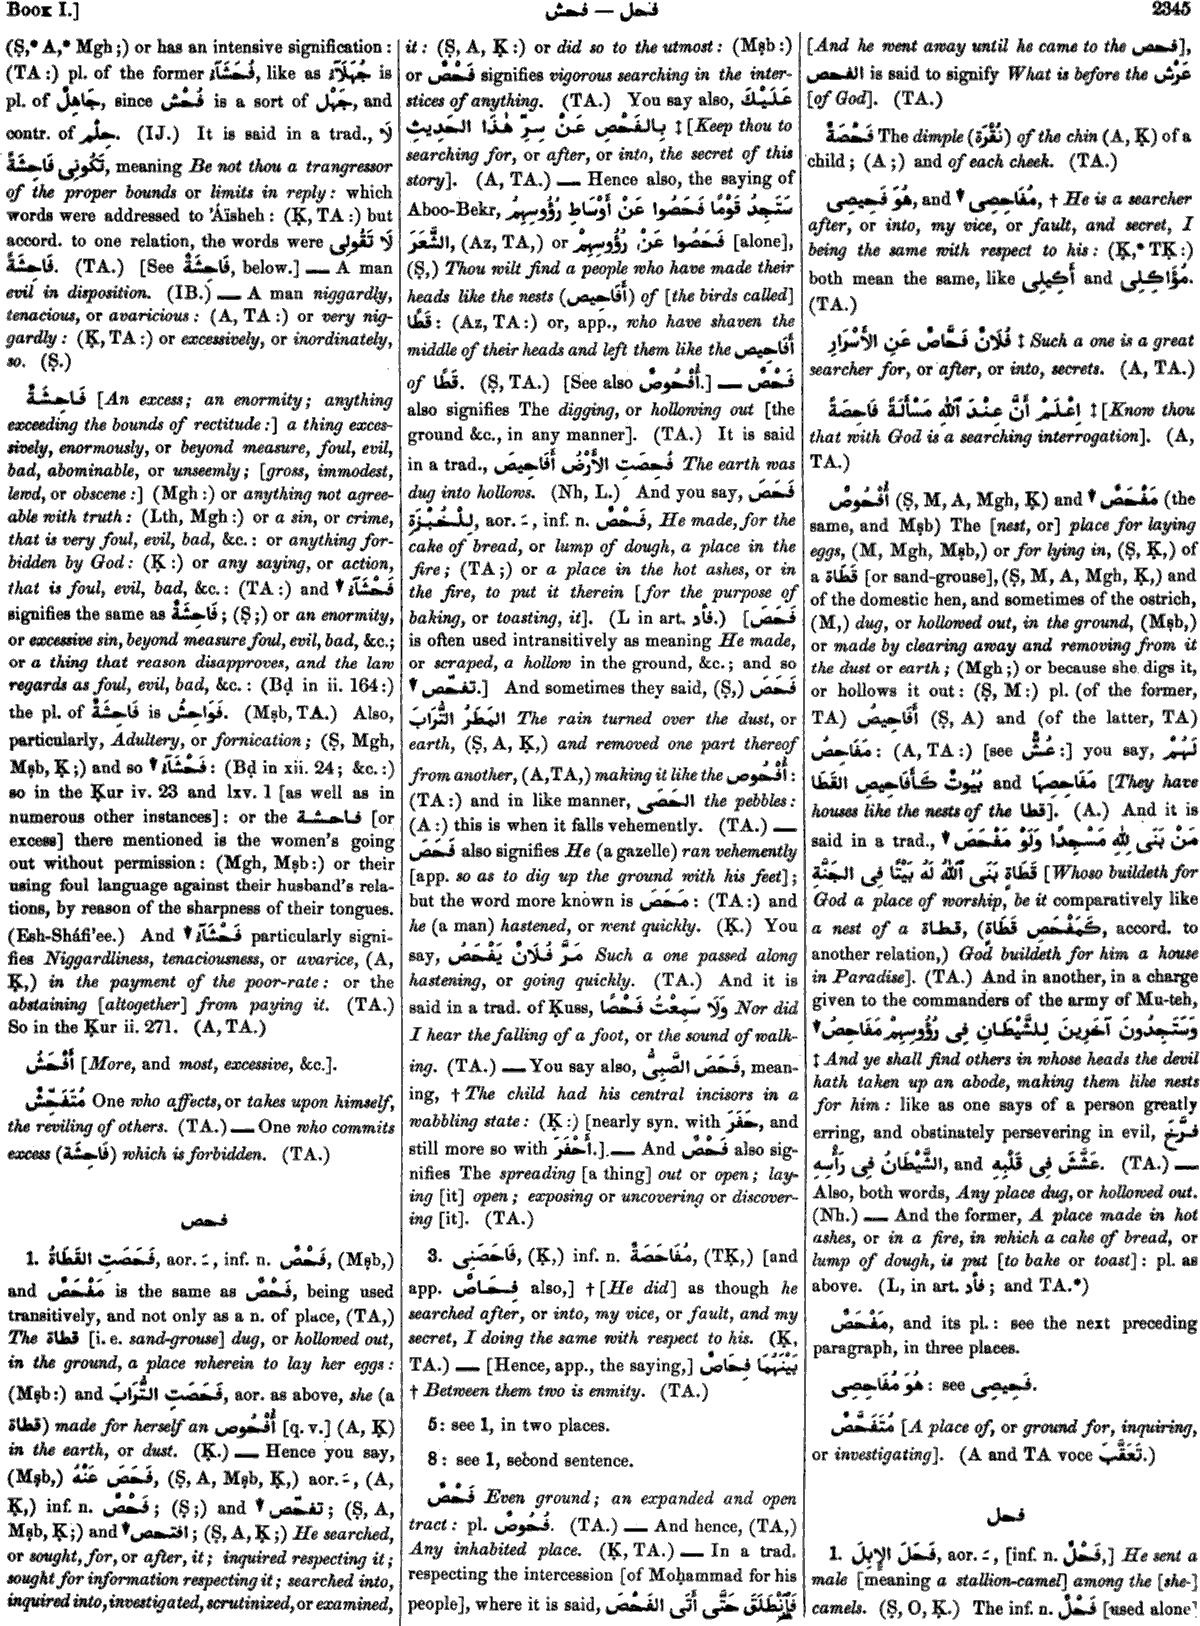 Book I.]
فحل — فحش
2345
(Ṣ,* A,* Mgh;) or has an intensive signification:
(TA:) pl. of the former فُحَشَآءُ, like as جُهَلَآءُ is
pl. of جَاهِلٌ, since فُحْش is a sort of جَهْل, and
contr. of حِلْم. (IJ.) It is said in a trad., لَا
تَكُونِى فَاحِشَةً, meaning Be not thou a trangressor
of the proper bounds or limits in reply: which
words were addressed to 'Áïsheh: (Ḳ, TA:) but
accord. to one relation, the words were لَا تَقُولِى
فَاحِشَةً. (TA.) [See فَاحِشَةٌ, below.] — A man
evil in disposition. (IB.) — A man niggardly,
tenacious, or avaricious: (A, TA:) or very nig-
gardly: (Ḳ, TA:) or excessively, or inordinately,
so. (Ṣ.)
فَاحِشَةٌ [An excess; an enormity; anything
exceeding the bounds of rectitude:] a thing exces-
sively, enormously, or beyond measure, foul, evil,
bad, abominable, or unseemly; [gross, immodest,
lewd, or obscene:] (Mgh:) or anything not agree-
able with truth: (Lth, Mgh:) or a sin, or crime,
that is very foul, evil, bad, &c.: or anything for-
bidden by God: (Ḳ:) or any saying, or action,
that is foul, evil, bad, &c.: (TA:) and ▼ فَحْشَآءُ
signifies the same as فَاحِشَةٌ; (Ṣ;) or an enormity,
or excessive sin, beyond measure foul, evil, bad, &c.;
or a thing that reason disapproves, and the law
regards as foul, evil, bad, &c.: (Bḍ in ii. 164:)
the pl. of فَاحِشَةٌ is فَوَاحِشُ. (Mṣb, TA.) Also,
particularly, Adultery, or fornication; (Ṣ, Mgh,
Mṣb, Ḳ;) and so ▼ فَحْشَآءُ: (Bḍ in xii. 24; &c.:)
so in the Ḳur iv. 23 and lxv. 1 [as well as in
numerous other instances]: or the فاحشة [or
excess] there mentioned is the women's going
out without permission: (Mgh, Mṣb:) or their
using foul language against their husband's rela-
tions, by reason of the sharpness of their tongues.
(Esh-Sháfi'ee.) And ▼ فَحْشَآءُ particularly signi-
fies Niggardliness, tenaciousness, or avarice, (A,
Ḳ,) in the payment of the poor-rate: or the
abstaining [altogether] from paying it. (TA.)
So in the Ḳur ii. 271. (A, TA.)
أَفْحَشُ [More, and most, excessive, &c.].
مُتَفَحِّشٌ One who affects, or takes upon himself,
the reviling of others. (TA.) — One who commits
excess (فَاحِشَة) which is forbidden. (TA.)
فحص
1. فَحَصَتِ القَطَاةُ, aor. ـَ, inf. n. فَحْصٌ, (Mṣb,)
and مَفْحَصٌ is the same as فَحْصٌ, being used
transitively, and not only as a n. of place, (TA,)
The قطاة [i. e. sand-grouse] dug, or hollowed out,
in the ground, a place wherein to lay her eggs:
(Mṣb:) and فَحَصَتِ التُّرَابَ, aor. as above, she (a
قطاة) made for herself an أُفْحُوص [q. v.] (A, Ḳ)
in the earth, or dust. (Ḳ.) — Hence you say,
(Mṣb,) فَحَصَ عَنْهُ, (Ṣ, A, Mṣb, Ḳ,) aor. ـَ, (A,
Ḳ,) inf. n. فَحْصٌ; (Ṣ;) and ▼ تفحّص; (Ṣ, A,
Mṣb, Ḳ;) and ▼ افتحص; (Ṣ, A, Ḳ;) He searched,
or sought, for, or after, it; inquired respecting it;
sought for information respecting it; searched into,
inquired into, investigated, scrutinized, or examined,
it: (Ṣ, A, Ḳ:) or did so to the utmost: (Mṣb:)
or فَحْصٌ signifies vigorous searching in the inter-
stices of anything. (TA.) You say also, عَلَيْكَ
بِالفَحْصِ عَنْ سِرِّ هٰذَا الحَدِيثِ ‡ [Keep thou to
searching for, or after, or into, the secret of this
story]. (A, TA.) — Hence also, the saying of
Aboo-Bekr, سَتَجِدُ قَوْمًا فَحَصُوا عَنْ أَوْسَاطِ رُؤُوسِهِمُ
الشَّعَرَ, (Az, TA,) or فَحَصُوا عَنْ رُؤُوسِهِمْ [alone],
(Ṣ,) Thou wilt find a people who have made their
heads like the nests (أَفَاحِيص) of [the birds called]
قَطًا: (Az, TA:) or, app., who have shaven the
middle of their heads and left them like the أَفَاحِيص
of قَطًا. (Ṣ, TA.) [See also أُفْحُوصٌ.] — فَحْصٌ
also signifies The digging, or hollowing out [the
ground &c., in any manner]. (TA.) It is said
in a trad., فُحِصَتِ الأَرْضُ أَفَاحِيصَ The earth was
dug into hollows. (Nh, L.) And you say, فَحَصَ
لِلْخُبْزَةِ, aor. ـَ, inf. n. فَحْصٌ, He made, for the
cake of bread, or lump of dough, a place in the
fire; (TA;) or a place in the hot ashes, or in
the fire, to put it therein [for the purpose of
baking, or toasting, it]. (L in art. فأد.) [فَحَصَ
is often used intransitively as meaning He made,
or scraped, a hollow in the ground, &c.; and so
▼ تفحّص.] And sometimes they said, (Ṣ,) فَحَصَ
المَطَرُ التُّرَابَ The rain turned over the dust, or
earth, (Ṣ, A, Ḳ,) and removed one part thereof
from another, (A, TA,) making it like the أُفْحُوص:
(TA:) and in like manner, الحَصَى the pebbles:
(A:) this is when it falls vehemently. (TA.) —
فَحَصَ also signifies He (a gazelle) ran vehemently
[app. so as to dig up the ground with his feet];
but the word more known is مَحَصَ: (TA:) and
he (a man) hastened, or went quickly. (Ḳ.) You
say, مَرَّ فُلَانٌ يَفْحَصُ Such a one passed along
hastening, or going quickly. (TA.) And it is
said in a trad. of Ḳuss, وَلَا سَمِعْتُ فَحْصًا Nor did
I hear the falling of a foot, or the sound of walk-
ing. (TA.) — You say also, فَحَصَ الصَّبِىُّ, mean-
ing, † The child had his central incisors in a
wabbling state: (Ḳ:) [nearly syn. with حَفَرَ, and
still more so with أَحْفَرَ.]. — And فَحْصٌ also sig-
nifies The spreading [a thing] out or open; lay-
ing [it] open; exposing or uncovering or discover-
ing [it]. (TA.)
3. فَاحَصَنِى, (Ḳ,) inf. n. مُفَاحَصَةٌ, (TḲ,) [and
app. فِحَاصٌ also,] † [He did] as though he
searched after, or into, my vice, or fault, and my
secret, I doing the same with respect to his. (Ḳ,
TA.) — [Hence, app., the saying,] بَيْنَهُمَا فِحَاصٌ
† Between them two is enmity. (TA.)
5: see 1, in two places.
8: see 1, second sentence.
فَحْصٌ Even ground; an expanded and open
tract: pl. فُحُوصٌ. (TA.) — And hence, (TA,)
Any inhabited place. (Ḳ, TA.) — In a trad.
respecting the intercession [of Moḥammad for his
people], where it is said, فَٱنْطَلَقَ حَتَّى أَتَى الفَحْصَ
[And he went away until he came to the فحص],
الفحص is said to signify What is before the عَرْش
[of God]. (TA.)
فَحْصَةٌ The dimple (نُقْرَة) of the chin (A, Ḳ) of a
child; (A;) and of each cheek. (TA.)
هُوَ فَحِيصِى, and ▼ مُفَاحِصِى, † He is a searcher
after, or into, my vice, or fault, and secret, I
being the same with respect to his: (Ḳ,* TḲ:)
both mean the same, like أَكِيلِى and مُؤَاكِلِى.
(TA.)
فُلَانٌ فَحَّاصٌ عَنِ الأَسْرَارِ ‡ Such a one is a great
searcher for, or after, or into, secrets. (A, TA.)
اِعْلَمْ أَنَّ عِنْدَ ٱللّٰهِ مَسْأَلَةً فَاحِصَةً ‡ [Know thou
that with God is a searching interrogation]. (A,
TA.)
أُفْحُوصٌ (Ṣ, M, A, Mgh, Ḳ) and ▼ مَفْحَصٌ (the
same, and Mṣb) The [nest, or] place for laying
eggs, (M, Mgh, Mṣb,) or for lying in, (Ṣ, Ḳ,) of
a قَطَاة [or sand-grouse], (Ṣ, M, A, Mgh, Ḳ,) and
of the domestic hen, and sometimes of the ostrich,
(M,) dug, or hollowed out, in the ground, (Mṣb,)
or made by clearing away and removing from it
the dust or earth; (Mgh;) or because she digs it,
or hollows it out: (Ṣ, M:) pl. (of the former,
TA) أَفَاحِيصُ (Ṣ, A) and (of the latter, TA)
مَفَاحِصُ: (A, TA:) [see عُشٌّ:] you say, لَهُمْ
بُيُوتٌ كَأَفَاحِيصِ القَطَا and مَفَاحِصِهَا [They have
houses like the nests of the قطا]. (A.) And it is
said in a trad., ▼ مَنْ بَنَى لِلّٰهِ مَسْجِدًا وَلَوْ مَفْحَصَ
قَطَاةٍ بَنَى ٱللّٰهُ لَهُ بَيْتًا فِى الجَنَّةِ [Whoso buildeth for
God a place of worship, be it comparatively like
a nest of a قطاة, (كَمَفْحَصِ قَطَاةٍ, accord. to
another relation,) God buildeth for him a house
in Paradise]. (TA.) And in another, in a charge
given to the commanders of the army of Mu-teh,
▼ وَسَتَجِدُونَ آخَرِينَ لِلشَّيْطَانِ فِى رُؤُوسِهِمْ مَفَاحِصُ
‡ And ye shall find others in whose heads the devil
hath taken up an abode, making them like nests
for him: like as one says of a person greatly
erring, and obstinately persevering in evil, فَرَّخَ
الشَّيْطَانُ فِى رَأْسِهِ, and عَشَّشَ فِى قَلْبِهِ. (TA.) —
Also, both words, Any place dug, or hollowed out.
(Nh.) — And the former, A place made in hot
ashes, or in a fire, in which a cake of bread, or
lump of dough, is put [to bake or toast]: pl. as
above. (L, in art. فأد; and TA.*)
مَفْحَصٌ, and its pl.: see the next preceding
paragraph, in three places.
هُوَ مُفَاحِصِى: see فَحِيصِى.
مُتَفَحَّصٌ [A place of, or ground for, inquiring,
or investigating]. (A and TA voce تَعَقَّبَ.)
فحل
1. فَحَلَ الإِبِلَ, aor. ـَ, [inf. n. فَحْلٌ,] He sent a
male [meaning a stallion-camel] among the [she-]
camels. (Ṣ, O, Ḳ.) The inf. n. فَحْلٌ [used alone]